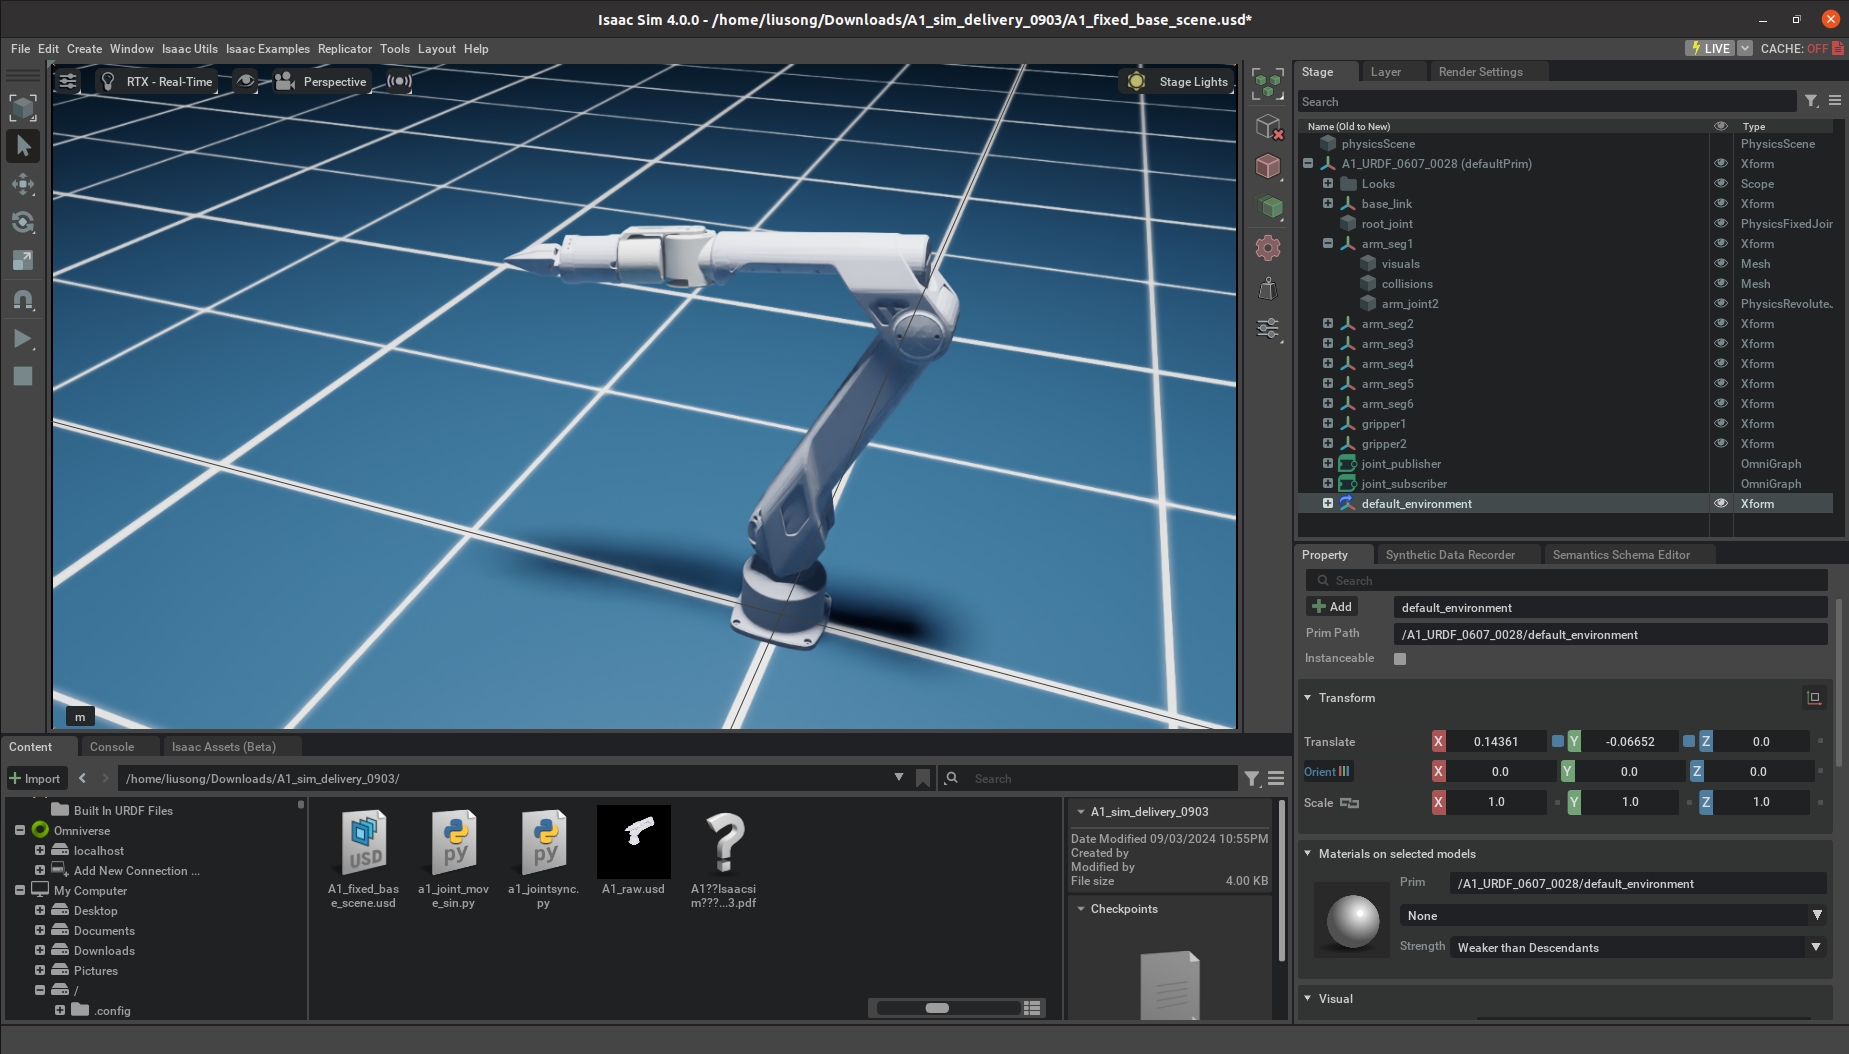 Isaac Sim 4.0.0 - /home/liusong/Downloads/A1_sim_delivery_0903/A1_fixed_base_scene.usd*
File Edit Create Window Isaac Utils Isaac Examples Replicator Tools Layout Help
LIVE CACHE: OFF
RTX - Real-Time Perspective Stage Lights
m
Stage Layer Render Settings
Search
Name (Old to New) Type
physicsScene PhysicsScene
A1_URDF_0607_0028 (defaultPrim) Xform
Looks Scope
base_link Xform
root_joint PhysicsFixedJoir
arm_seg1 Xform
visuals Mesh
collisions Mesh
arm_joint2 PhysicsRevolute.
arm_seg2 Xform
arm_seg3 Xform
arm_seg4 Xform
arm_seg5 Xform
arm_seg6 Xform
gripper1 Xform
gripper2 Xform
joint_publisher OmniGraph
joint_subscriber OmniGraph
default_environment Xform
Property Synthetic Data Recorder Semantics Schema Editor
Search
Add default_environment
Prim Path /A1_URDF_0607_0028/default_environment
Instanceable
Transform
Translate X 0.14361 Y -0.06652 Z 0.0
Orient X 0.0 Y 0.0 Z 0.0
Scale X 1.0 Y 1.0 Z 1.0
Materials on selected models
Prim /A1_URDF_0607_0028/default_environment
None
Strength Weaker than Descendants
Visual
Content Console Isaac Assets (Beta)
Import /home/liusong/Downloads/A1_sim_delivery_0903/ Search
Built In URDF Files
Omniverse
localhost
Add New Connection ...
My Computer
Desktop
Documents
Downloads
Pictures
/
.config
USD
A1_fixed_bas
e_scene.usd
py
a1_joint_mov
e_sin.py
py
a1_jointsync.
py
A1_raw.usd
A1??Isaacsi
m???...3.pdf
A1_sim_delivery_0903
Date Modified 09/03/2024 10:55PM
Created by
Modified by
File size 4.00 KB
Checkpoints